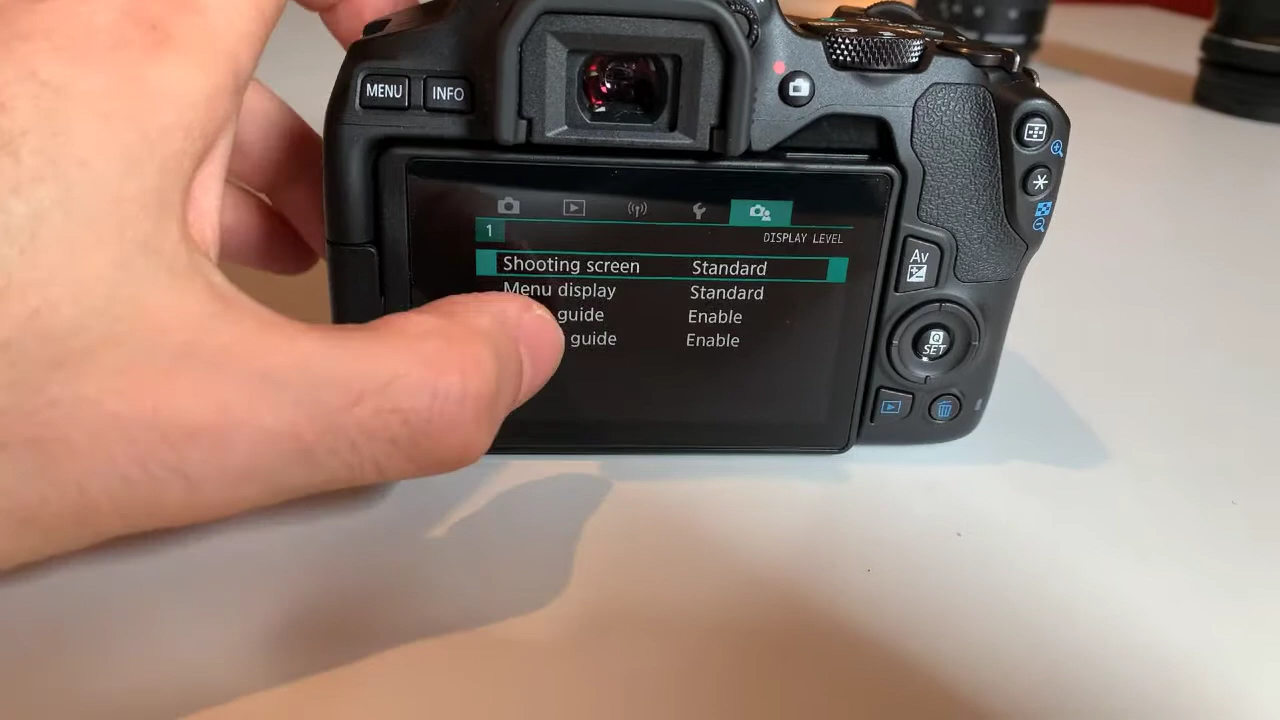 MENU
INFO
1
DISPLAY LEVEL
Shooting screen Standard
Menu display Standard
guide Enable
guide Enable
Av
Q
SET